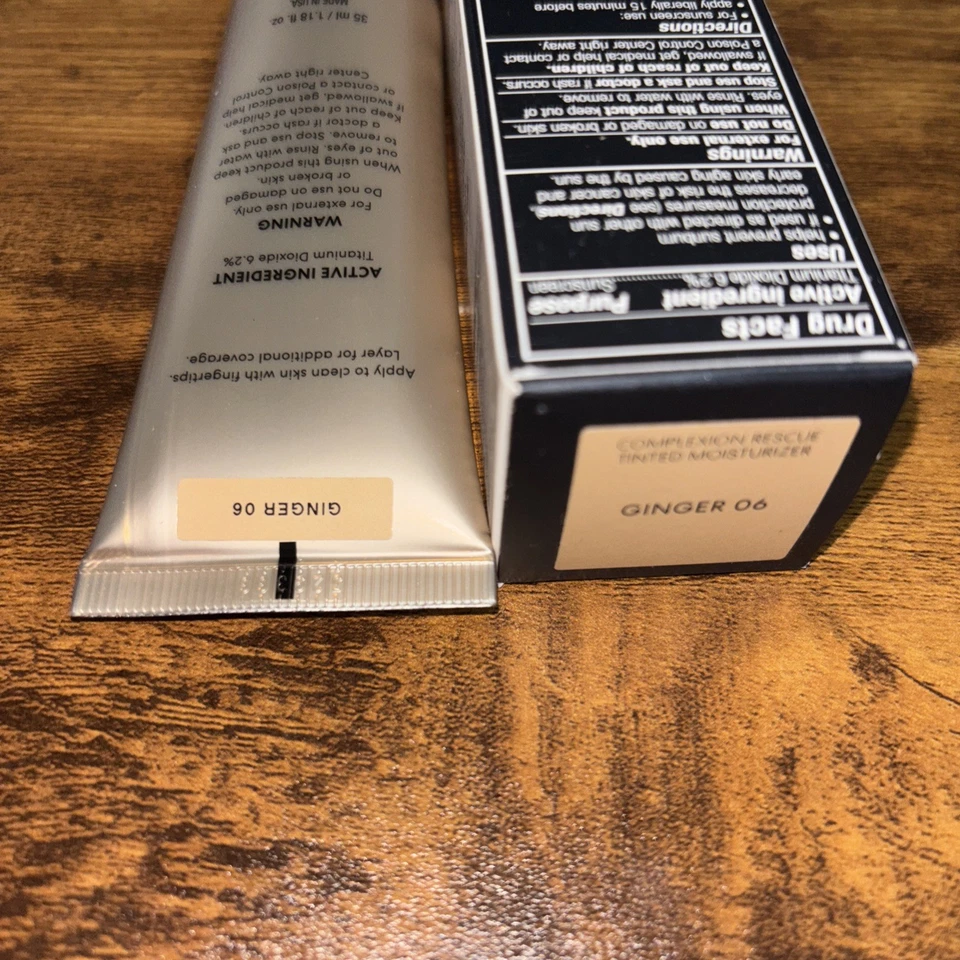 Apply to clean skin with fingertips.
Layer for additional coverage.
ACTIVE INGREDIENT
Titanium Dioxide 6.2%
WARNING
For external use only.
Do not use on damaged
or broken skin.
When using this product keep
out of eyes. Rinse with water
to remove. Stop use and ask
a doctor if rash occurs.
Keep out of reach of children.
If swallowed, get medical help
or contact a Poison Control
Center right away.
35 ml / 1.18 fl. oz.
MADE IN USA
GINGER 06
Drug Facts
Active Ingredient Purpose
Titanium Dioxide 6.2%..........Sunscreen
Uses
• helps prevent sunburn
• if used as directed with other sun
protection measures (see Directions),
decreases the risk of skin cancer and
early skin aging caused by the sun.
Warnings
For external use only.
Do not use on damaged or broken skin.
When using this product keep out of
eyes. Rinse with water to remove.
Stop use and ask a doctor if rash occurs.
Keep out of reach of children.
If swallowed, get medical help or contact
a Poison Control Center right away.
Directions
• For sunscreen use:
• apply liberally 15 minutes before
COMPLEXION RESCUE
TINTED MOISTURIZER
GINGER 06